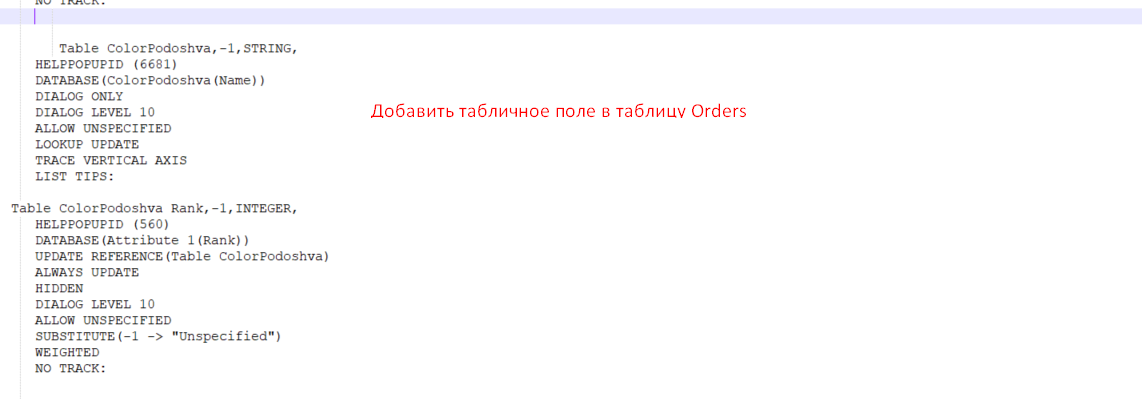 NO TRACK:
Table ColorPodoshva,-1,STRING,
HELPPOPUPID (6681)
DATABASE(ColorPodoshva(Name))
DIALOG ONLY
DIALOG LEVEL 10
Добавить табличное поле в таблицу Orders
ALLOW UNSPECIFIED
LOOKUP UPDATE
TRACE VERTICAL AXIS
LIST TIPS:
Table ColorPodoshva Rank,-1,INTEGER,
HELPPOPUPID (560)
DATABASE(Attribute 1(Rank))
UPDATE REFERENCE(Table ColorPodoshva)
ALWAYS UPDATE
HIDDEN
DIALOG LEVEL 10
ALLOW UNSPECIFIED
SUBSTITUTE(-1 -> "Unspecified")
WEIGHTED
NO TRACK: